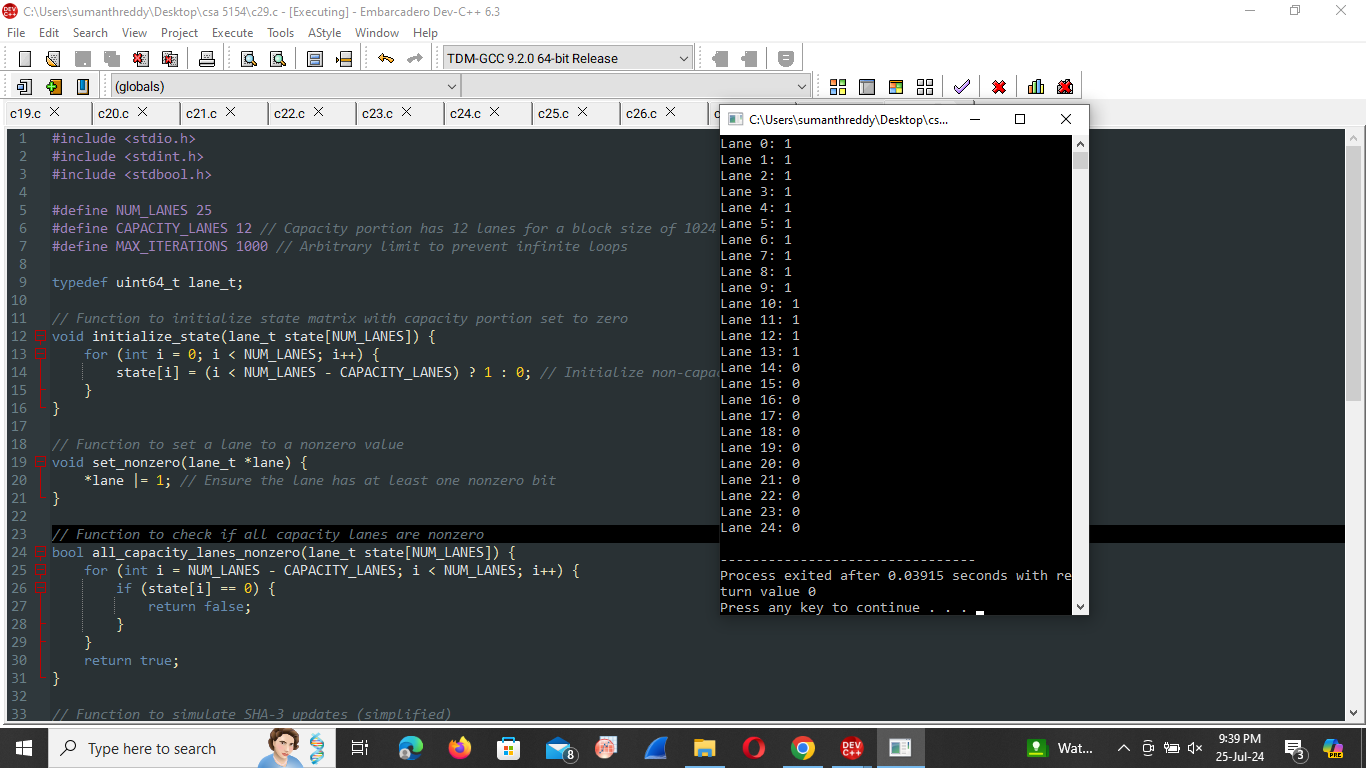 C:\Users\sumanthreddy\Desktop\csa 5154\c29.c - [Executing] - Embarcadero Dev-C++ 6.3
File Edit Search View Project Execute Tools AStyle Window Help
TDM-GCC 9.2.0 64-bit Release
(globals)
c19.c c20.c c21.c c22.c c23.c c24.c c25.c c26.c
1 #include <stdio.h>
2 #include <stdint.h>
3 #include <stdbool.h>
4
5 #define NUM_LANES 25
6 #define CAPACITY_LANES 12 // Capacity portion has 12 lanes for a block size of 1024
7 #define MAX_ITERATIONS 1000 // Arbitrary limit to prevent infinite loops
8
9 typedef uint64_t lane_t;
10
11 // Function to initialize state matrix with capacity portion set to zero
12 void initialize_state(lane_t state[NUM_LANES]) {
13 for (int i = 0; i < NUM_LANES; i++) {
14 state[i] = (i < NUM_LANES - CAPACITY_LANES) ? 1 : 0; // Initialize non-capa
15 }
16 }
17
18 // Function to set a lane to a nonzero value
19 void set_nonzero(lane_t *lane) {
20 *lane |= 1; // Ensure the lane has at least one nonzero bit
21 }
22
23 // Function to check if all capacity lanes are nonzero
24 bool all_capacity_lanes_nonzero(lane_t state[NUM_LANES]) {
25 for (int i = NUM_LANES - CAPACITY_LANES; i < NUM_LANES; i++) {
26 if (state[i] == 0) {
27 return false;
28 }
29 }
30 return true;
31 }
32
33 // Function to simulate SHA-3 updates (simplified)
C:\Users\sumanthreddy\Desktop\cs...
Lane 0: 1
Lane 1: 1
Lane 2: 1
Lane 3: 1
Lane 4: 1
Lane 5: 1
Lane 6: 1
Lane 7: 1
Lane 8: 1
Lane 9: 1
Lane 10: 1
Lane 11: 1
Lane 12: 1
Lane 13: 1
Lane 14: 0
Lane 15: 0
Lane 16: 0
Lane 17: 0
Lane 18: 0
Lane 19: 0
Lane 20: 0
Lane 21: 0
Lane 22: 0
Lane 23: 0
Lane 24: 0
--------------------------------
Process exited after 0.03915 seconds with re
turn value 0
Press any key to continue . . .
Type here to search
8
DEV C++
Wat...
9:39 PM
25-Jul-24
3
PRE